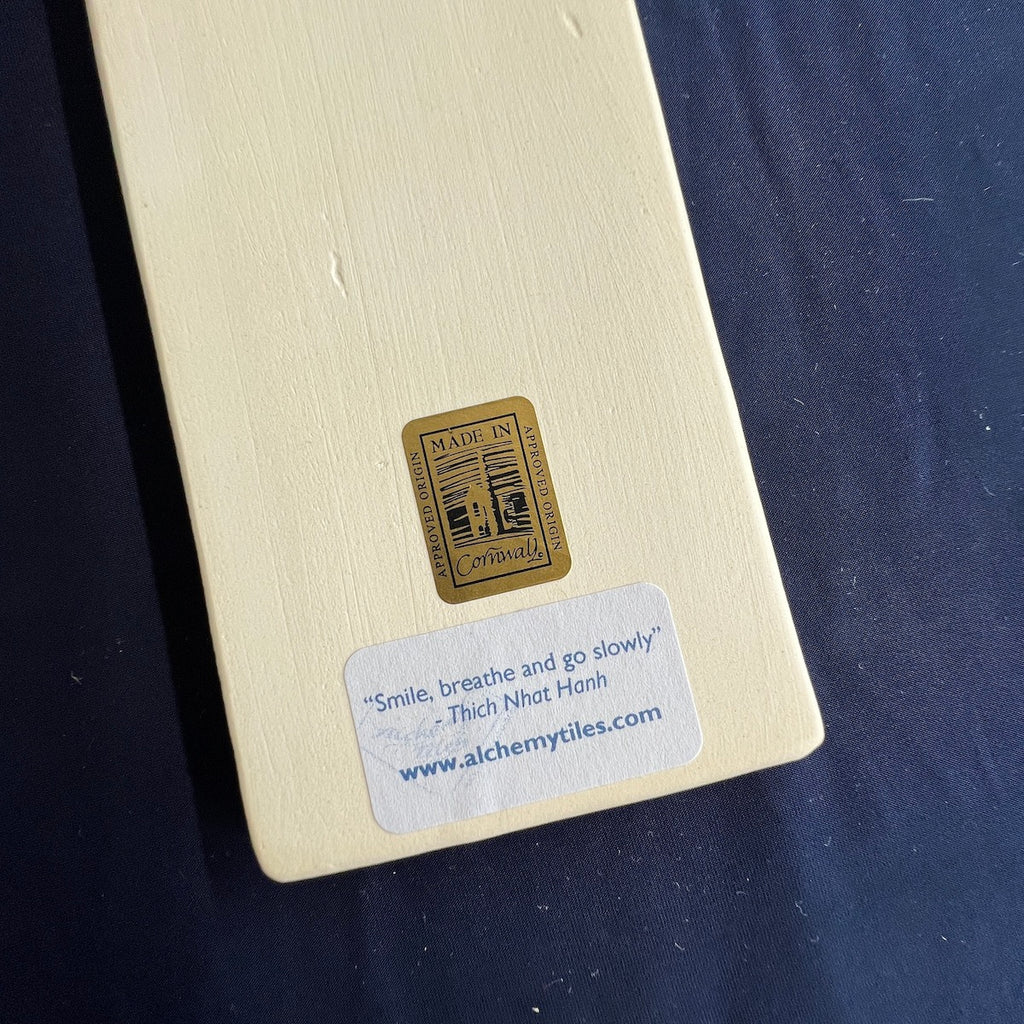 MADE IN
APPROVED ORIGIN
APPROVED ORIGIN
Cornwall
“Smile, breathe and go slowly”
- Thich Nhat Hanh
www.alchemytiles.com